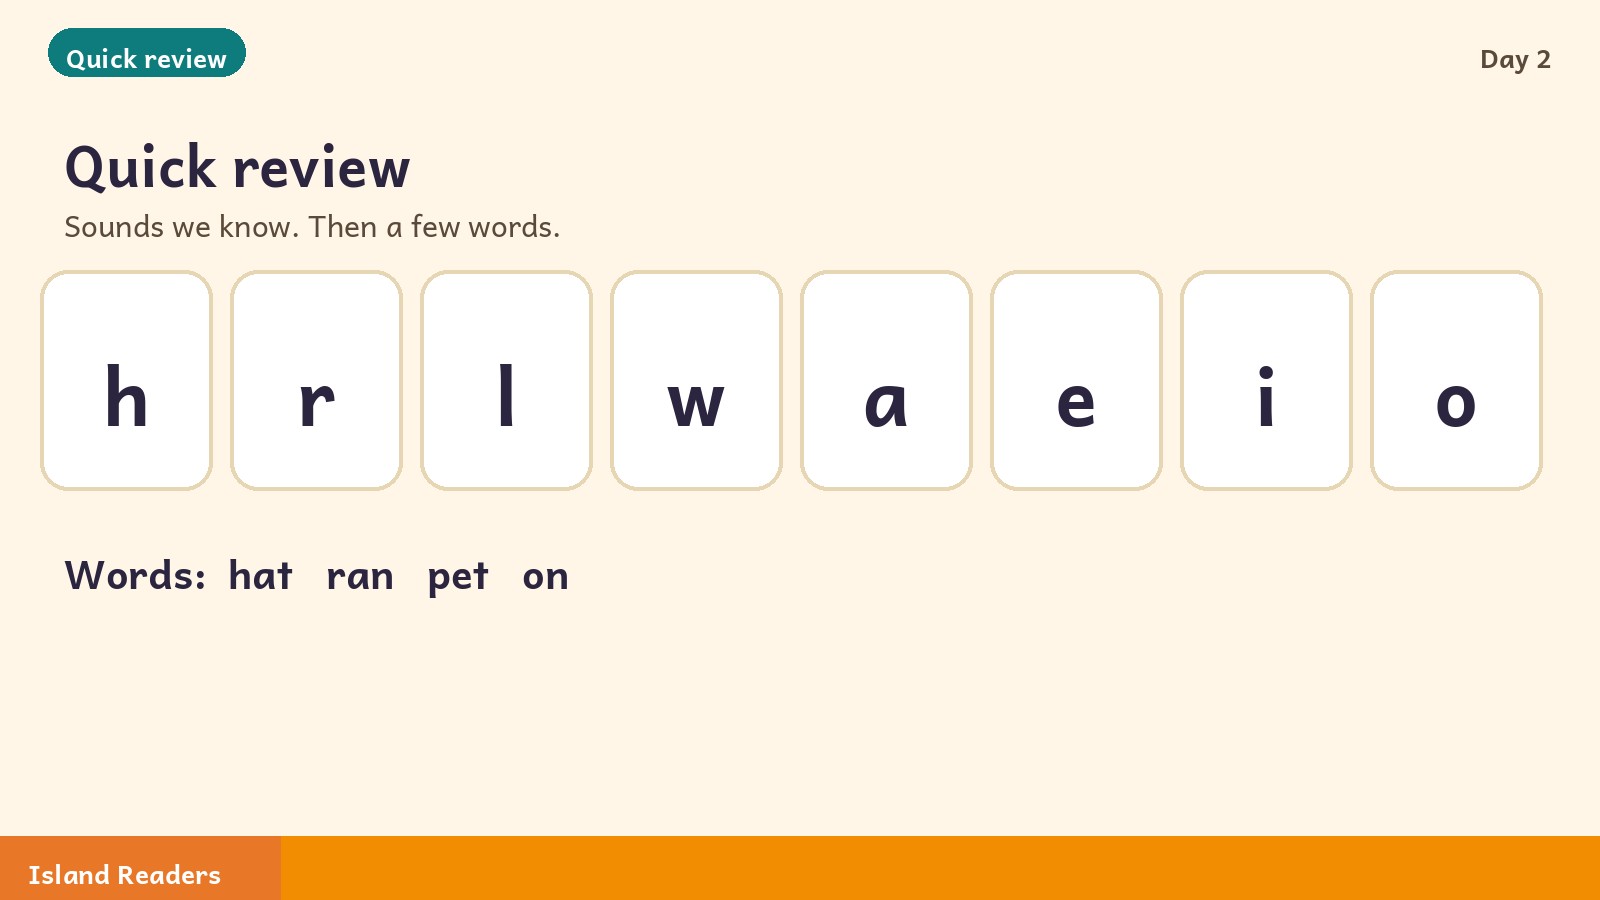 Quick review
Day 2
Quick review
Sounds we know. Then a few words.
h r l w a e i o
Words: hat ran pet on
Island Readers